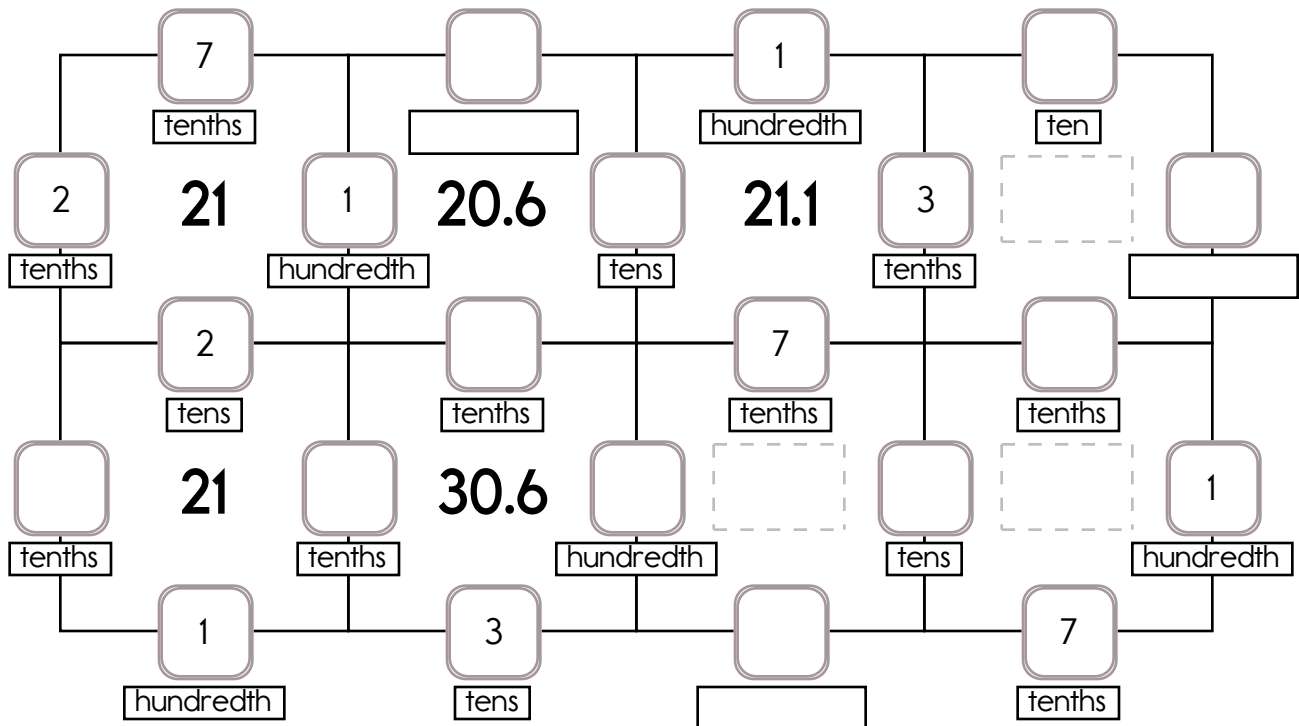 7 1
tenths hundredth ten
2 21 1 20.6 21.1 3
tenths hundredth tens tenths
2 7
tens tenths tenths tenths
21 30.6 1
tenths tenths hundredth tens hundredth
1 3 7
hundredth tens tenths